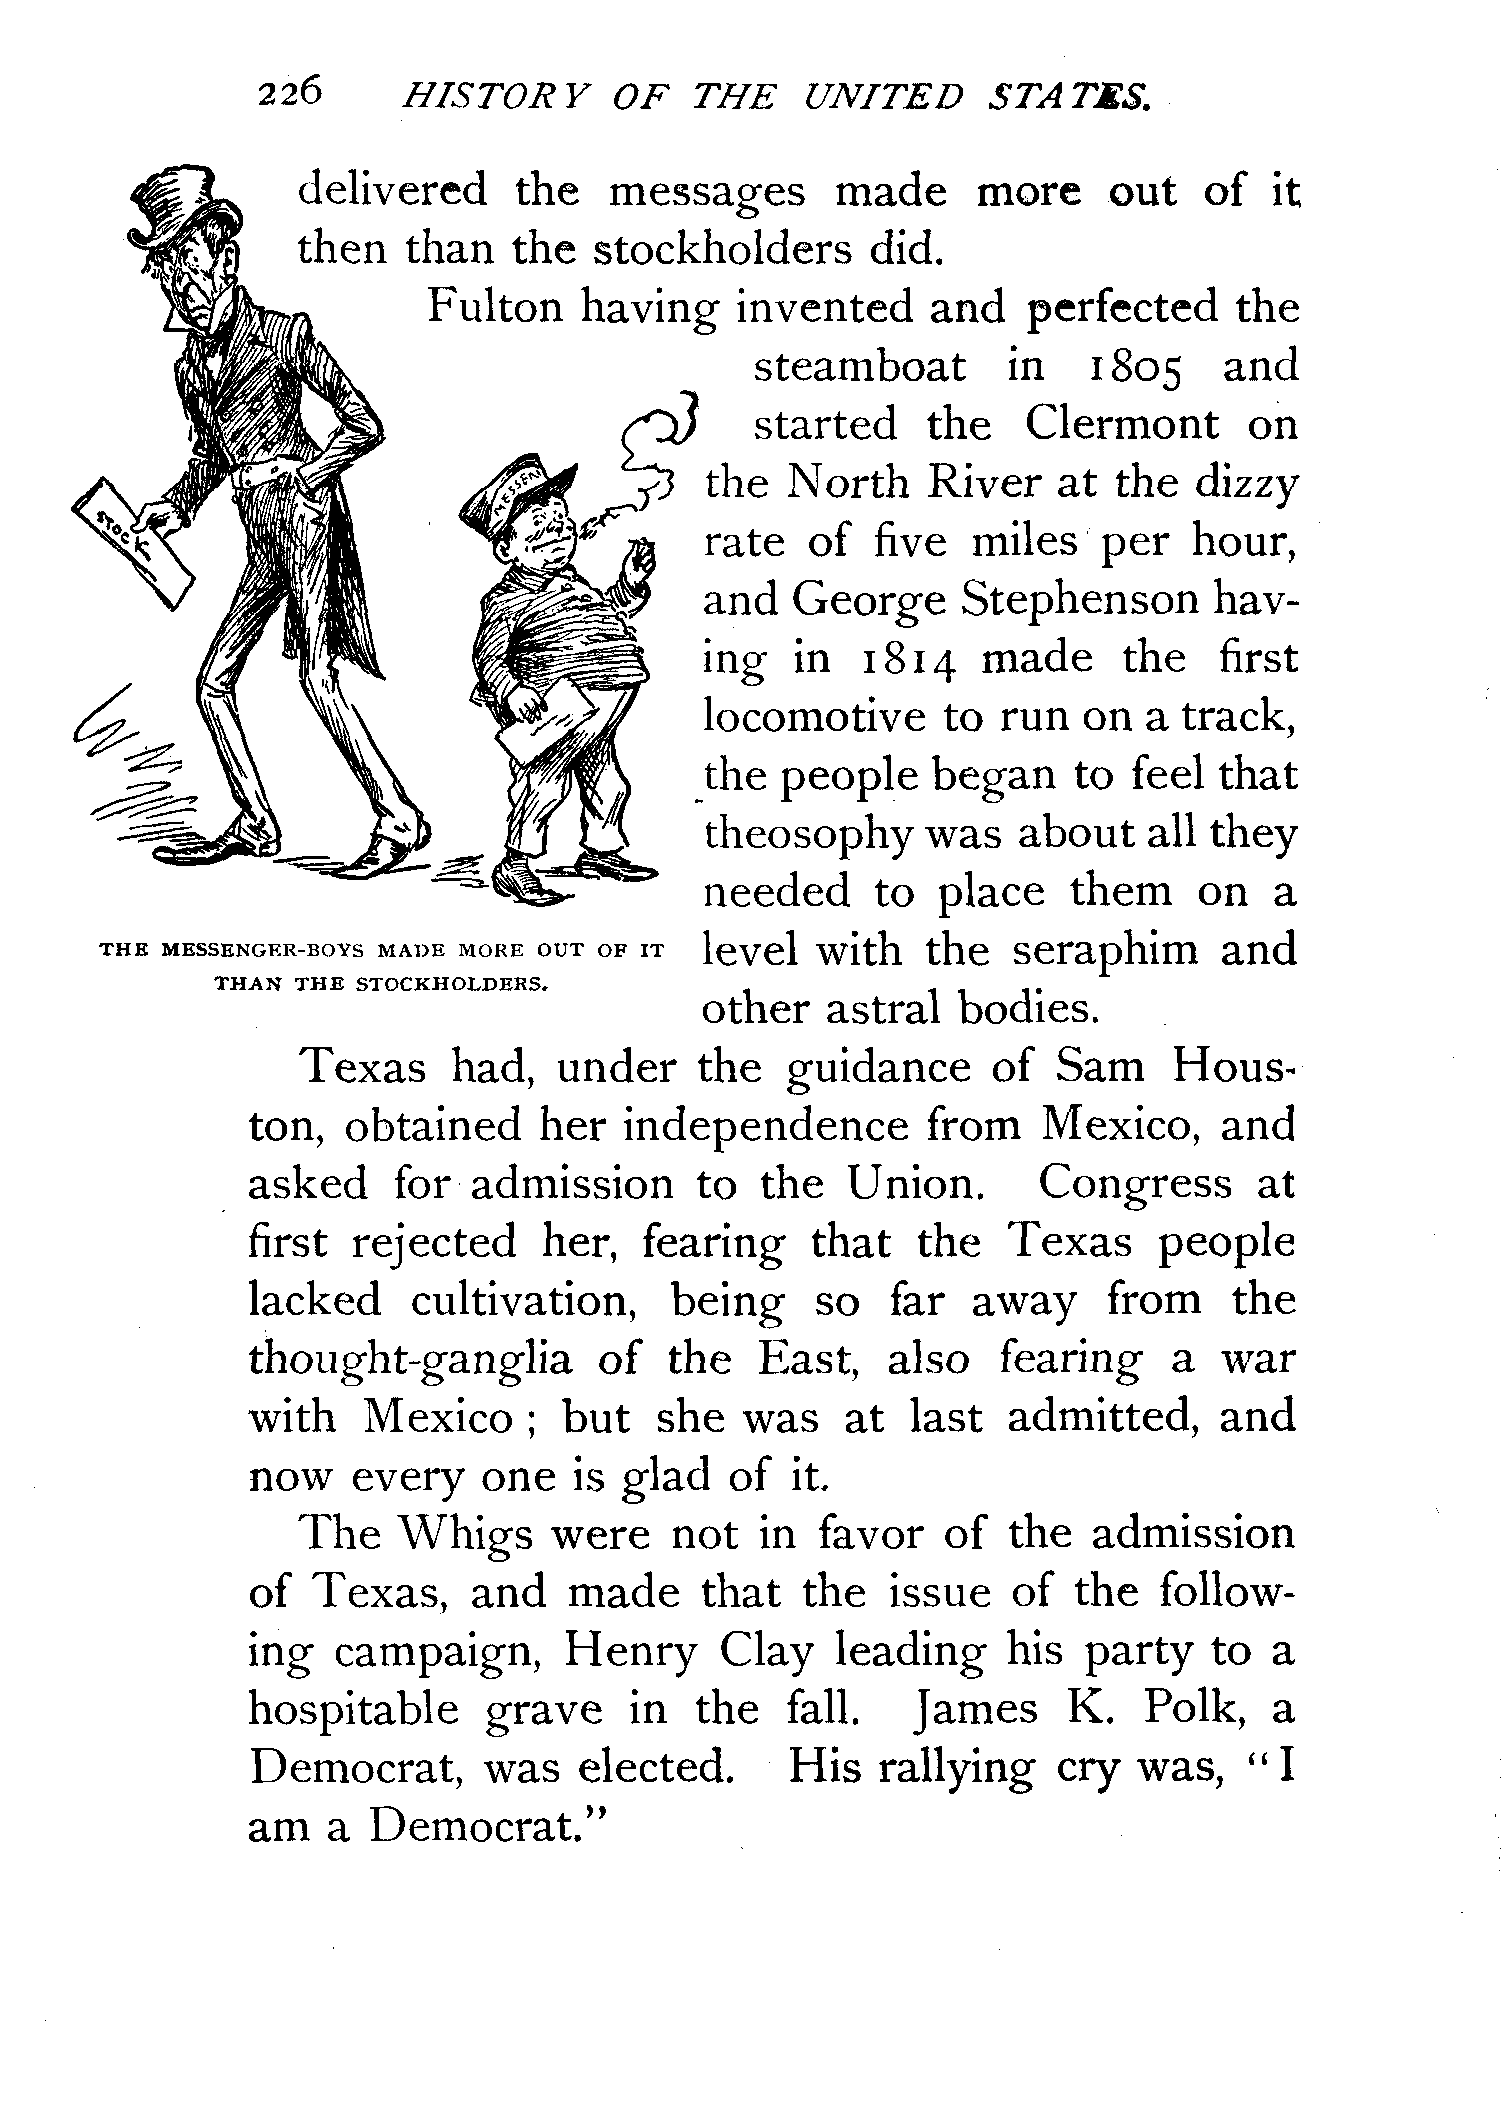 226 HISTORY OF THE UNITED STATES.
delivered the messages made more out of it
then than the stockholders did.
Fulton having invented and perfected the
steamboat in 1805 and
started the Clermont on
the North River at the dizzy
rate of five miles per hour,
and George Stephenson hav-
ing in 1814 made the first
locomotive to run on a track,
the people began to feel that
theosophy was about all they
needed to place them on a
level with the seraphim and
other astral bodies.
STOCK
MESSEN
THE MESSENGER-BOYS MADE MORE OUT OF IT
THAN THE STOCKHOLDERS.
Texas had, under the guidance of Sam Hous-
ton, obtained her independence from Mexico, and
asked for admission to the Union. Congress at
first rejected her, fearing that the Texas people
lacked cultivation, being so far away from the
thought-ganglia of the East, also fearing a war
with Mexico ; but she was at last admitted, and
now every one is glad of it.
The Whigs were not in favor of the admission
of Texas, and made that the issue of the follow-
ing campaign, Henry Clay leading his party to a
hospitable grave in the fall. James K. Polk, a
Democrat, was elected. His rallying cry was, "I
am a Democrat."